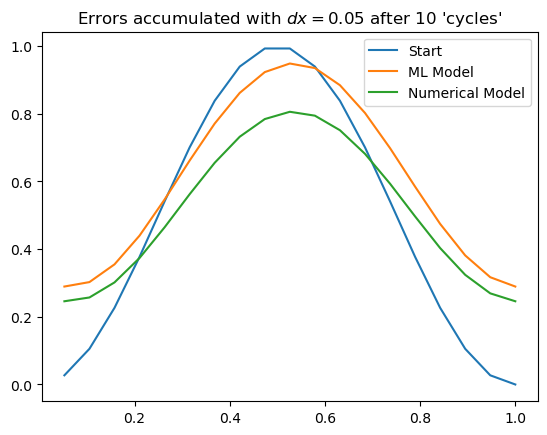 Errors accumulated with dx = 0.05 after 10 'cycles'
Start
ML Model
Numerical Model
1.0
0.8
0.6
0.4
0.2
0.0
0.2 0.4 0.6 0.8 1.0